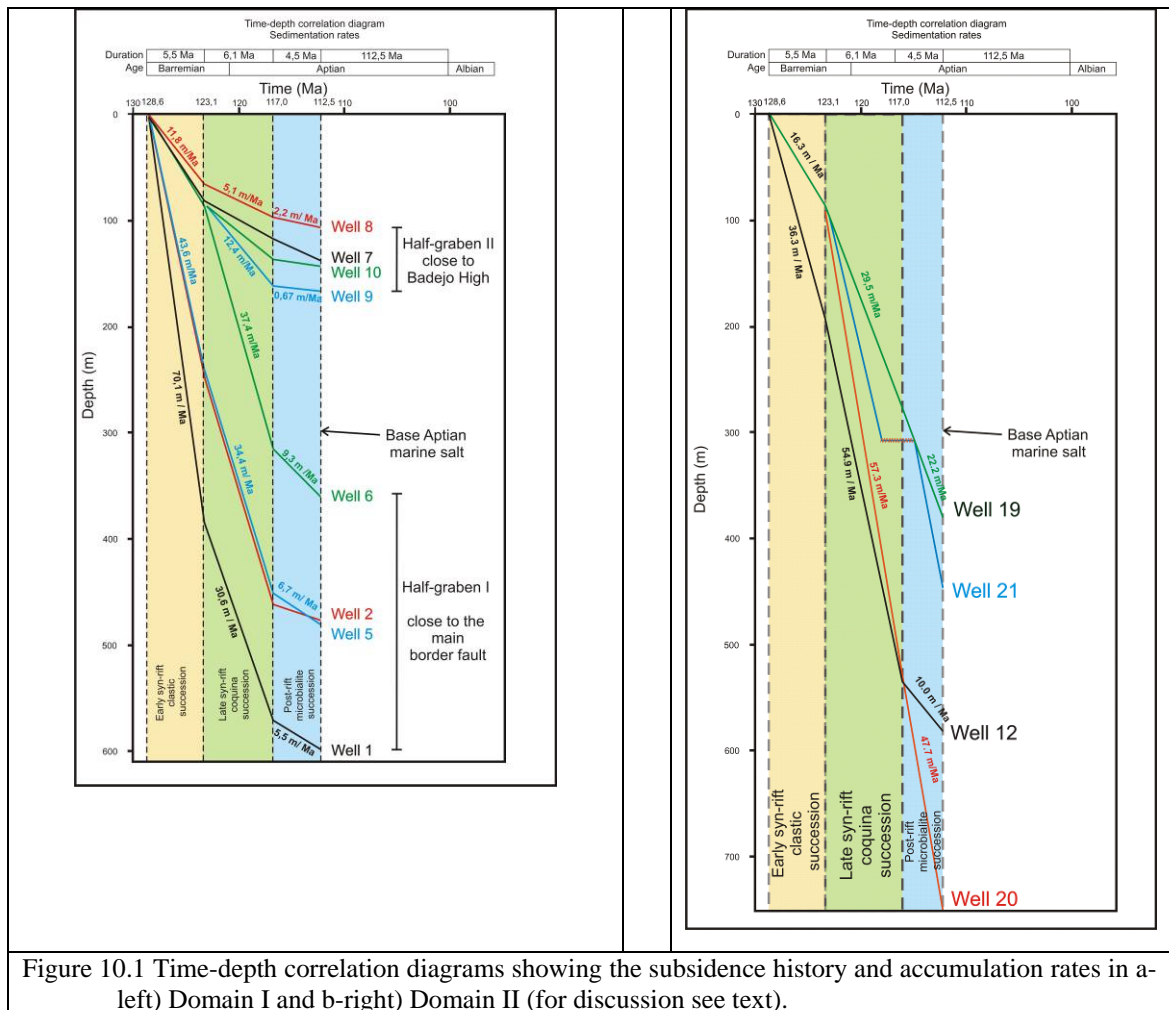 Time-depth correlation diagram
Sedimentation rates
Duration 5,5 Ma 6,1 Ma 4,5 Ma 112,5 Ma
Age Barremian Aptian Albian
Time (Ma)
130 128,6 123,1 120 117,0 112,5 110 100
0
100
200
300
400
500
600
Depth (m)
11,8 m/Ma
5,1 m/Ma
2,2 m/ Ma
Well 8
Well 7
Well 10
12,4 m/Ma
0,67 m/Ma
Well 9
Half-graben II
close to
Badejo High
43,6 m/Ma
37,4 m/Ma
70,1 m / Ma
Base Aptian
marine salt
9,3 m /Ma
Well 6
34,4 m/ Ma
6,7 m/ Ma
Well 2
Well 5
Half-graben I
close to the
main
border fault
30,6 m / Ma
5,5 m/ Ma
Well 1
Early syn-rift
clastic
succession
Late syn-rift
coquina
succession
Post-rift
microbialite
succession
Time-depth correlation diagram
Sedimentation rates
Duration 5,5 Ma 6,1 Ma 4,5 Ma 112,5 Ma
Age Barremian Aptian Albian
Time (Ma)
130 128,6 123,1 120 117,0 112,5 110 100
0
100
200
300
400
500
600
700
Depth (m)
16.3 m / Ma
36.3 m / Ma
29,5 m/Ma
54.9 m / Ma
57.3 m/Ma
Base Aptian
marine salt
22.2 m/Ma
Well 19
Well 21
10.0 m / Ma
Well 12
47.7 m/Ma
Well 20
Early syn-rift
clastic
succession
Late syn-rift
coquina
succession
Post-rift
microbialite
succession
Figure 10.1 Time-depth correlation diagrams showing the subsidence history and accumulation rates in a-
left) Domain I and b-right) Domain II (for discussion see text).